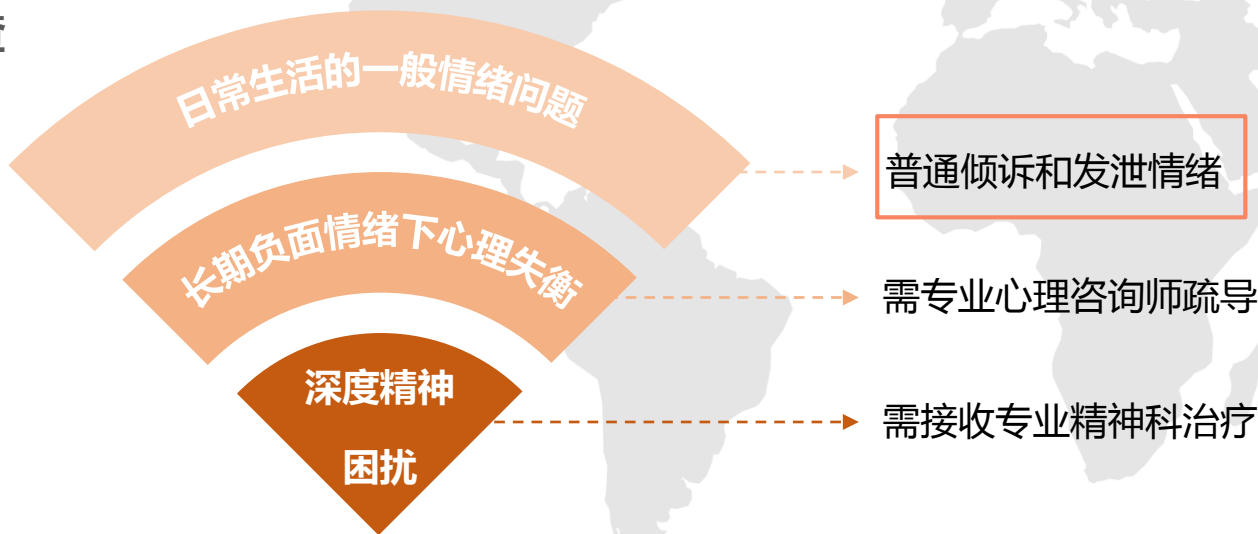 日常生活的一般情绪问题
普通倾诉和发泄情绪
长期负面情绪下心理失衡
需专业心理咨询师疏导
深度精神
困扰
需接收专业精神科治疗